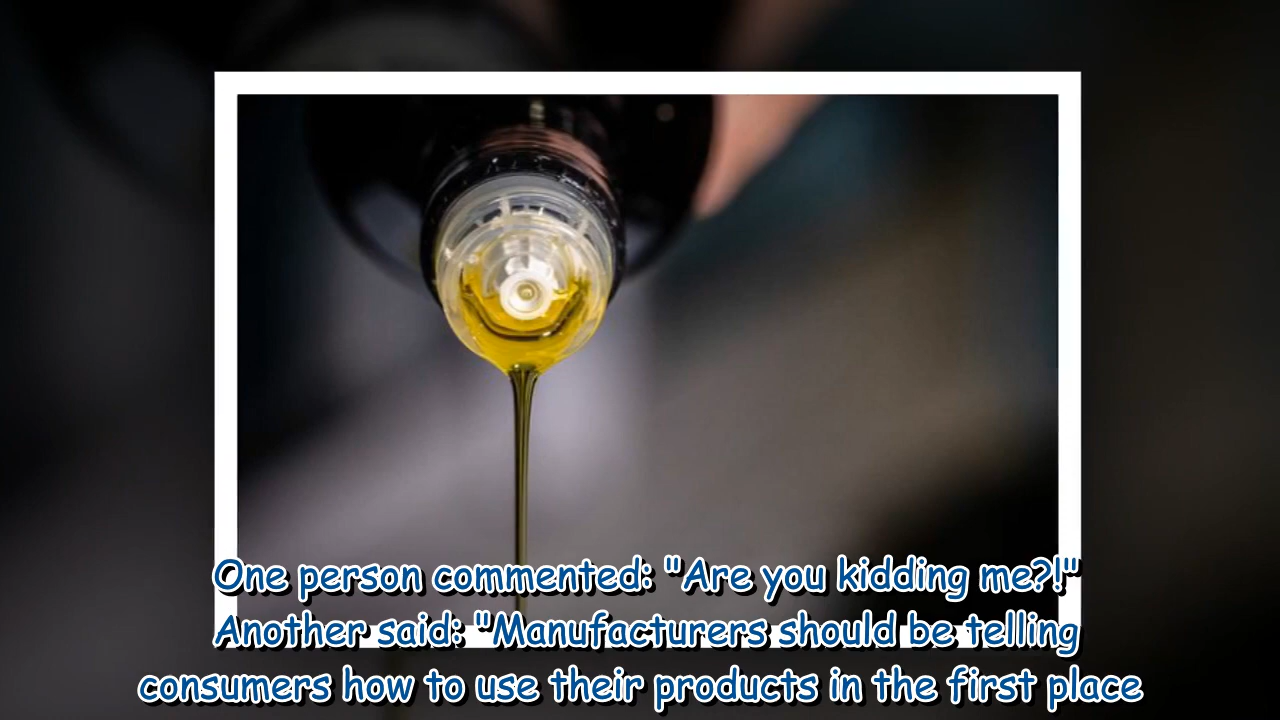 One person commented: "Are you kidding me?!"
Another said: "Manufacturers should be telling
consumers how to use their products in the first place